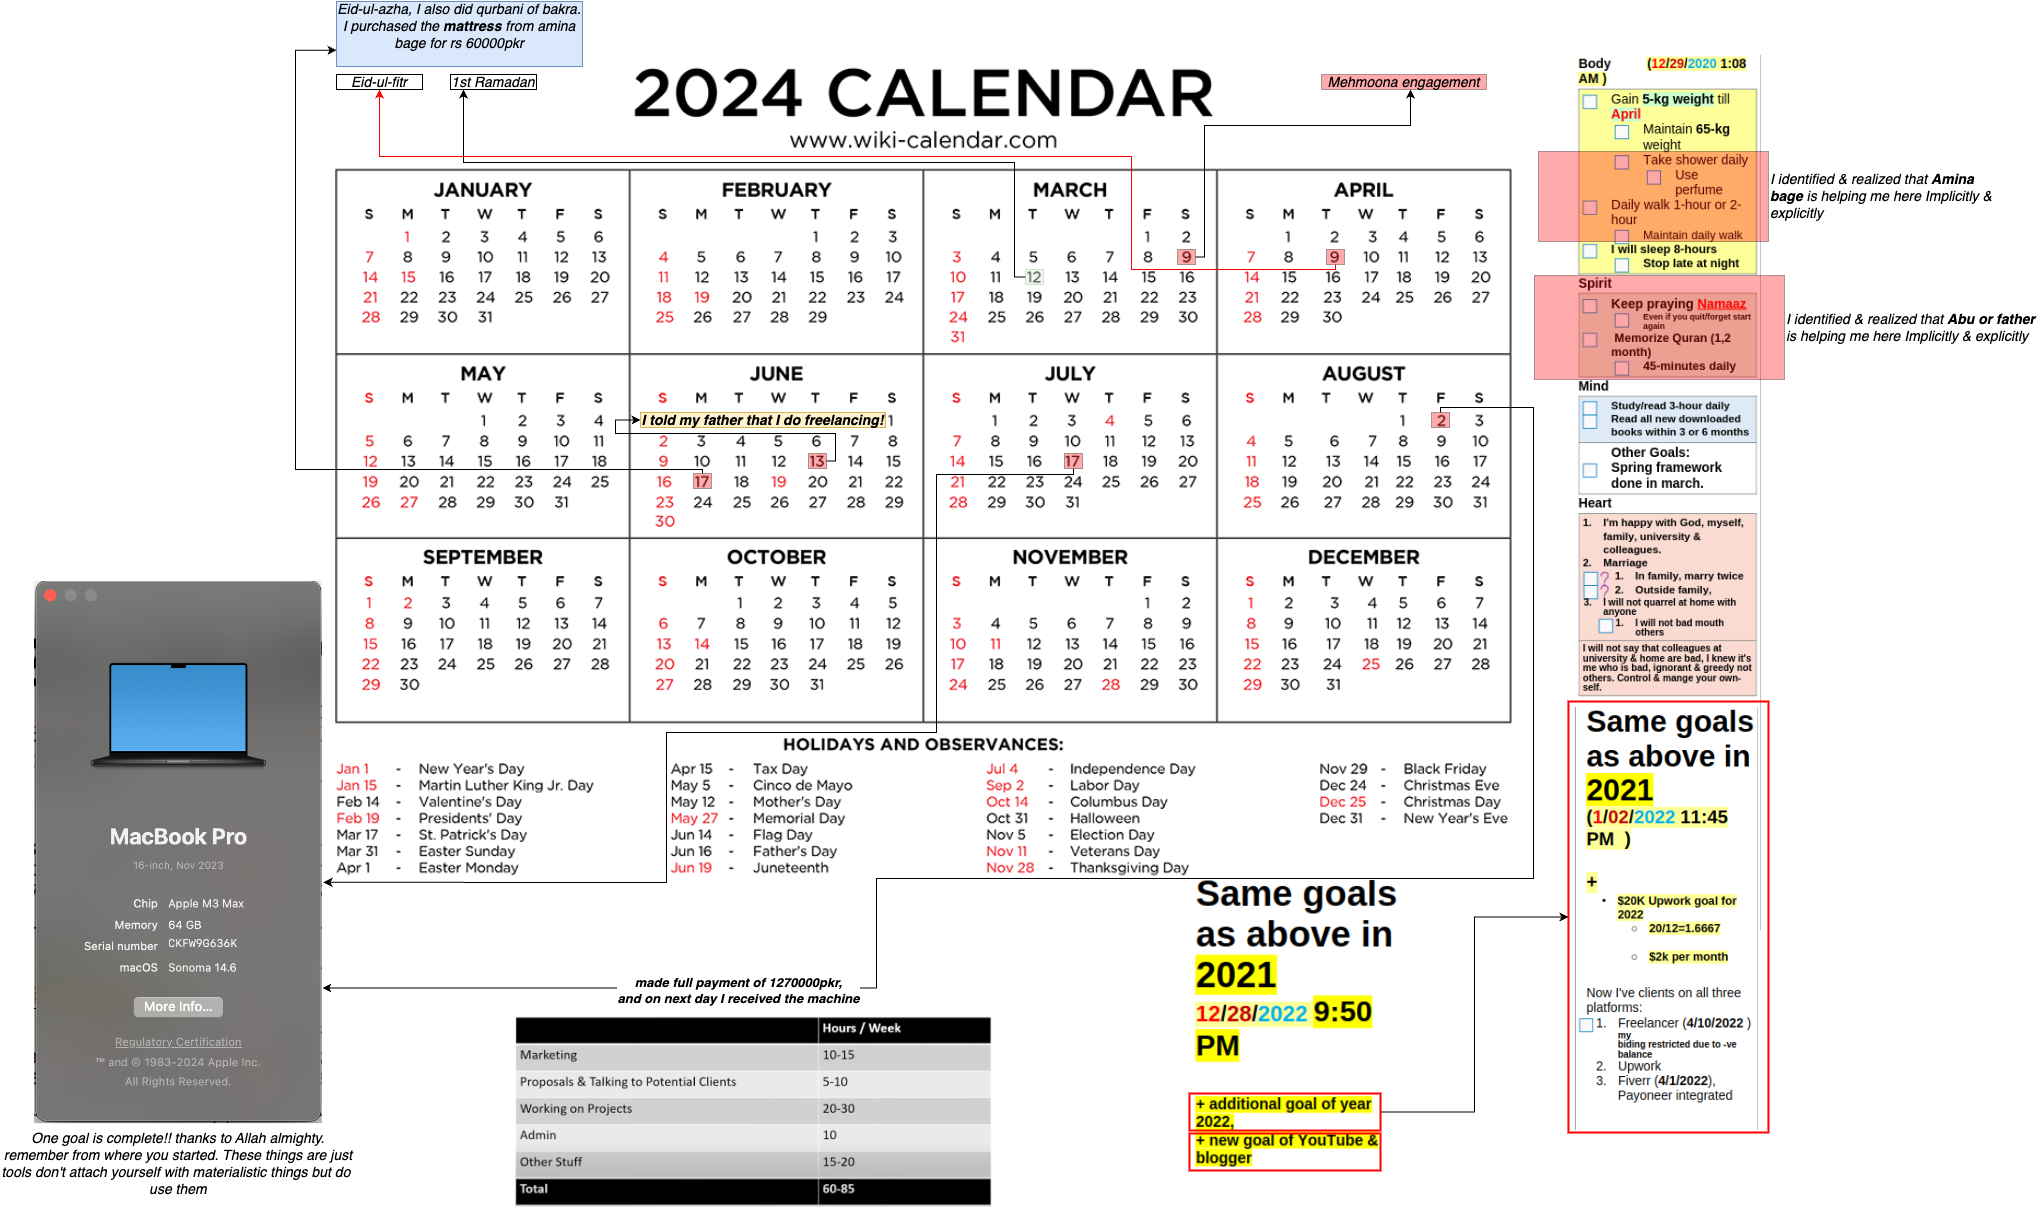 Eid-ul-azha, I also did qurbani of bakra.
I purchased the mattress from amina
bage for rs 60000pkr
Eid-ul-fitr
1st Ramadan
2024 CALENDAR
www.wiki-calendar.com
Mehmoona engagement
JANUARY
S M T W T F S
1 2 3 4 5 6
7 8 9 10 11 12 13
14 15 16 17 18 19 20
21 22 23 24 25 26 27
28 29 30 31
FEBRUARY
S M T W T F S
1 2 3
4 5 6 7 8 9 10
11 12 13 14 15 16 17
18 19 20 21 22 23 24
25 26 27 28 29
MARCH
S M T W T F S
1 2
3 4 5 6 7 8 9
10 11 12 13 14 15 16
17 18 19 20 21 22 23
24 25 26 27 28 29 30
31
APRIL
S M T W T F S
1 2 3 4 5 6
7 8 9 10 11 12 13
14 15 16 17 18 19 20
21 22 23 24 25 26 27
28 29 30
MAY
S M T W T F S
1 2 3 4
5 6 7 8 9 10 11
12 13 14 15 16 17 18
19 20 21 22 23 24 25
26 27 28 29 30 31
JUNE
S M T W T F S
I told my father that I do freelancing! 1
2 3 4 5 6 7 8
9 10 11 12 13 14 15
16 17 18 19 20 21 22
23 24 25 26 27 28 29
30
JULY
S M T W T F S
1 2 3 4 5 6
7 8 9 10 11 12 13
14 15 16 17 18 19 20
21 22 23 24 25 26 27
28 29 30 31
AUGUST
S M T W T F S
1 2 3
4 5 6 7 8 9 10
11 12 13 14 15 16 17
18 19 20 21 22 23 24
25 26 27 28 29 30 31
SEPTEMBER
S M T W T F S
1 2 3 4 5 6 7
8 9 10 11 12 13 14
15 16 17 18 19 20 21
22 23 24 25 26 27 28
29 30
OCTOBER
S M T W T F S
1 2 3 4 5
6 7 8 9 10 11 12
13 14 15 16 17 18 19
20 21 22 23 24 25 26
27 28 29 30 31
NOVEMBER
S M T W T F S
1 2
3 4 5 6 7 8 9
10 11 12 13 14 15 16
17 18 19 20 21 22 23
24 25 26 27 28 29 30
DECEMBER
S M T W T F S
1 2 3 4 5 6 7
8 9 10 11 12 13 14
15 16 17 18 19 20 21
22 23 24 25 26 27 28
29 30 31
HOLIDAYS AND OBSERVANCES:
Jan 1 - New Year's Day
Jan 15 - Martin Luther King Jr. Day
Feb 14 - Valentine's Day
Feb 19 - Presidents' Day
Mar 17 - St. Patrick's Day
Mar 31 - Easter Sunday
Apr 1 - Easter Monday
Apr 15 - Tax Day
May 5 - Cinco de Mayo
May 12 - Mother's Day
May 27 - Memorial Day
Jun 14 - Flag Day
Jun 16 - Father's Day
Jun 19 - Juneteenth
Jul 4 - Independence Day
Sep 2 - Labor Day
Oct 14 - Columbus Day
Oct 31 - Halloween
Nov 5 - Election Day
Nov 11 - Veterans Day
Nov 28 - Thanksgiving Day
Nov 29 - Black Friday
Dec 24 - Christmas Eve
Dec 25 - Christmas Day
Dec 31 - New Year's Eve
MacBook Pro
16-inch, Nov 2023
Chip Apple M3 Max
Memory 64 GB
Serial number CKFW9G636K
macOS Sonoma 14.6
More Info...
Regulatory Certification
™ and © 1983-2024 Apple Inc.
All Rights Reserved.
One goal is complete!! thanks to Allah almighty.
remember from where you started. These things are just
tools don't attach yourself with materialistic things but do
use them
made full payment of 1270000pkr,
and on next day I received the machine
Hours / Week
Marketing 10-15
Proposals & Talking to Potential Clients 5-10
Working on Projects 20-30
Admin 10
Other Stuff 15-20
Total 60-85
Same goals
as above in
2021
12/28/2022 9:50
PM
+ additional goal of year
2022,
+ new goal of YouTube &
blogger
Body (12/29/2020 1:08
AM )
Gain 5-kg weight till
April
Maintain 65-kg
weight
Take shower daily
Use
perfume
Daily walk 1-hour or 2-
hour
Maintain daily walk
I will sleep 8-hours
Stop late at night
I identified & realized that Amina
bage is helping me here Implicitly &
explicitly
Spirit
Keep praying Namaaz
Even if you quit/forget start
again
Memorize Quran (1,2
month)
45-minutes daily
I identified & realized that Abu or father
is helping me here Implicitly & explicitly
Mind
Study/read 3-hour daily
Read all new downloaded
books within 3 or 6 months
Other Goals:
Spring framework
done in march.
Heart
1. I'm happy with God, myself,
family, university &
colleagues.
2. Marriage
? 1. In family, marry twice
? 2. Outside family,
3. I will not quarrel at home with
anyone
1. I will not bad mouth
others
I will not say that colleagues at
university & home are bad, I knew it's
me who is bad, ignorant & greedy not
others. Control & mange your own-
self.
Same goals
as above in
2021
(1/02/2022 11:45
PM )
+
• $20K Upwork goal for
2022
○ 20/12=1.6667
○ $2k per month
Now I've clients on all three
platforms:
1. Freelancer (4/10/2022 )
my
biding restricted due to -ve
balance
2. Upwork
3. Fiverr (4/1/2022),
Payoneer integrated